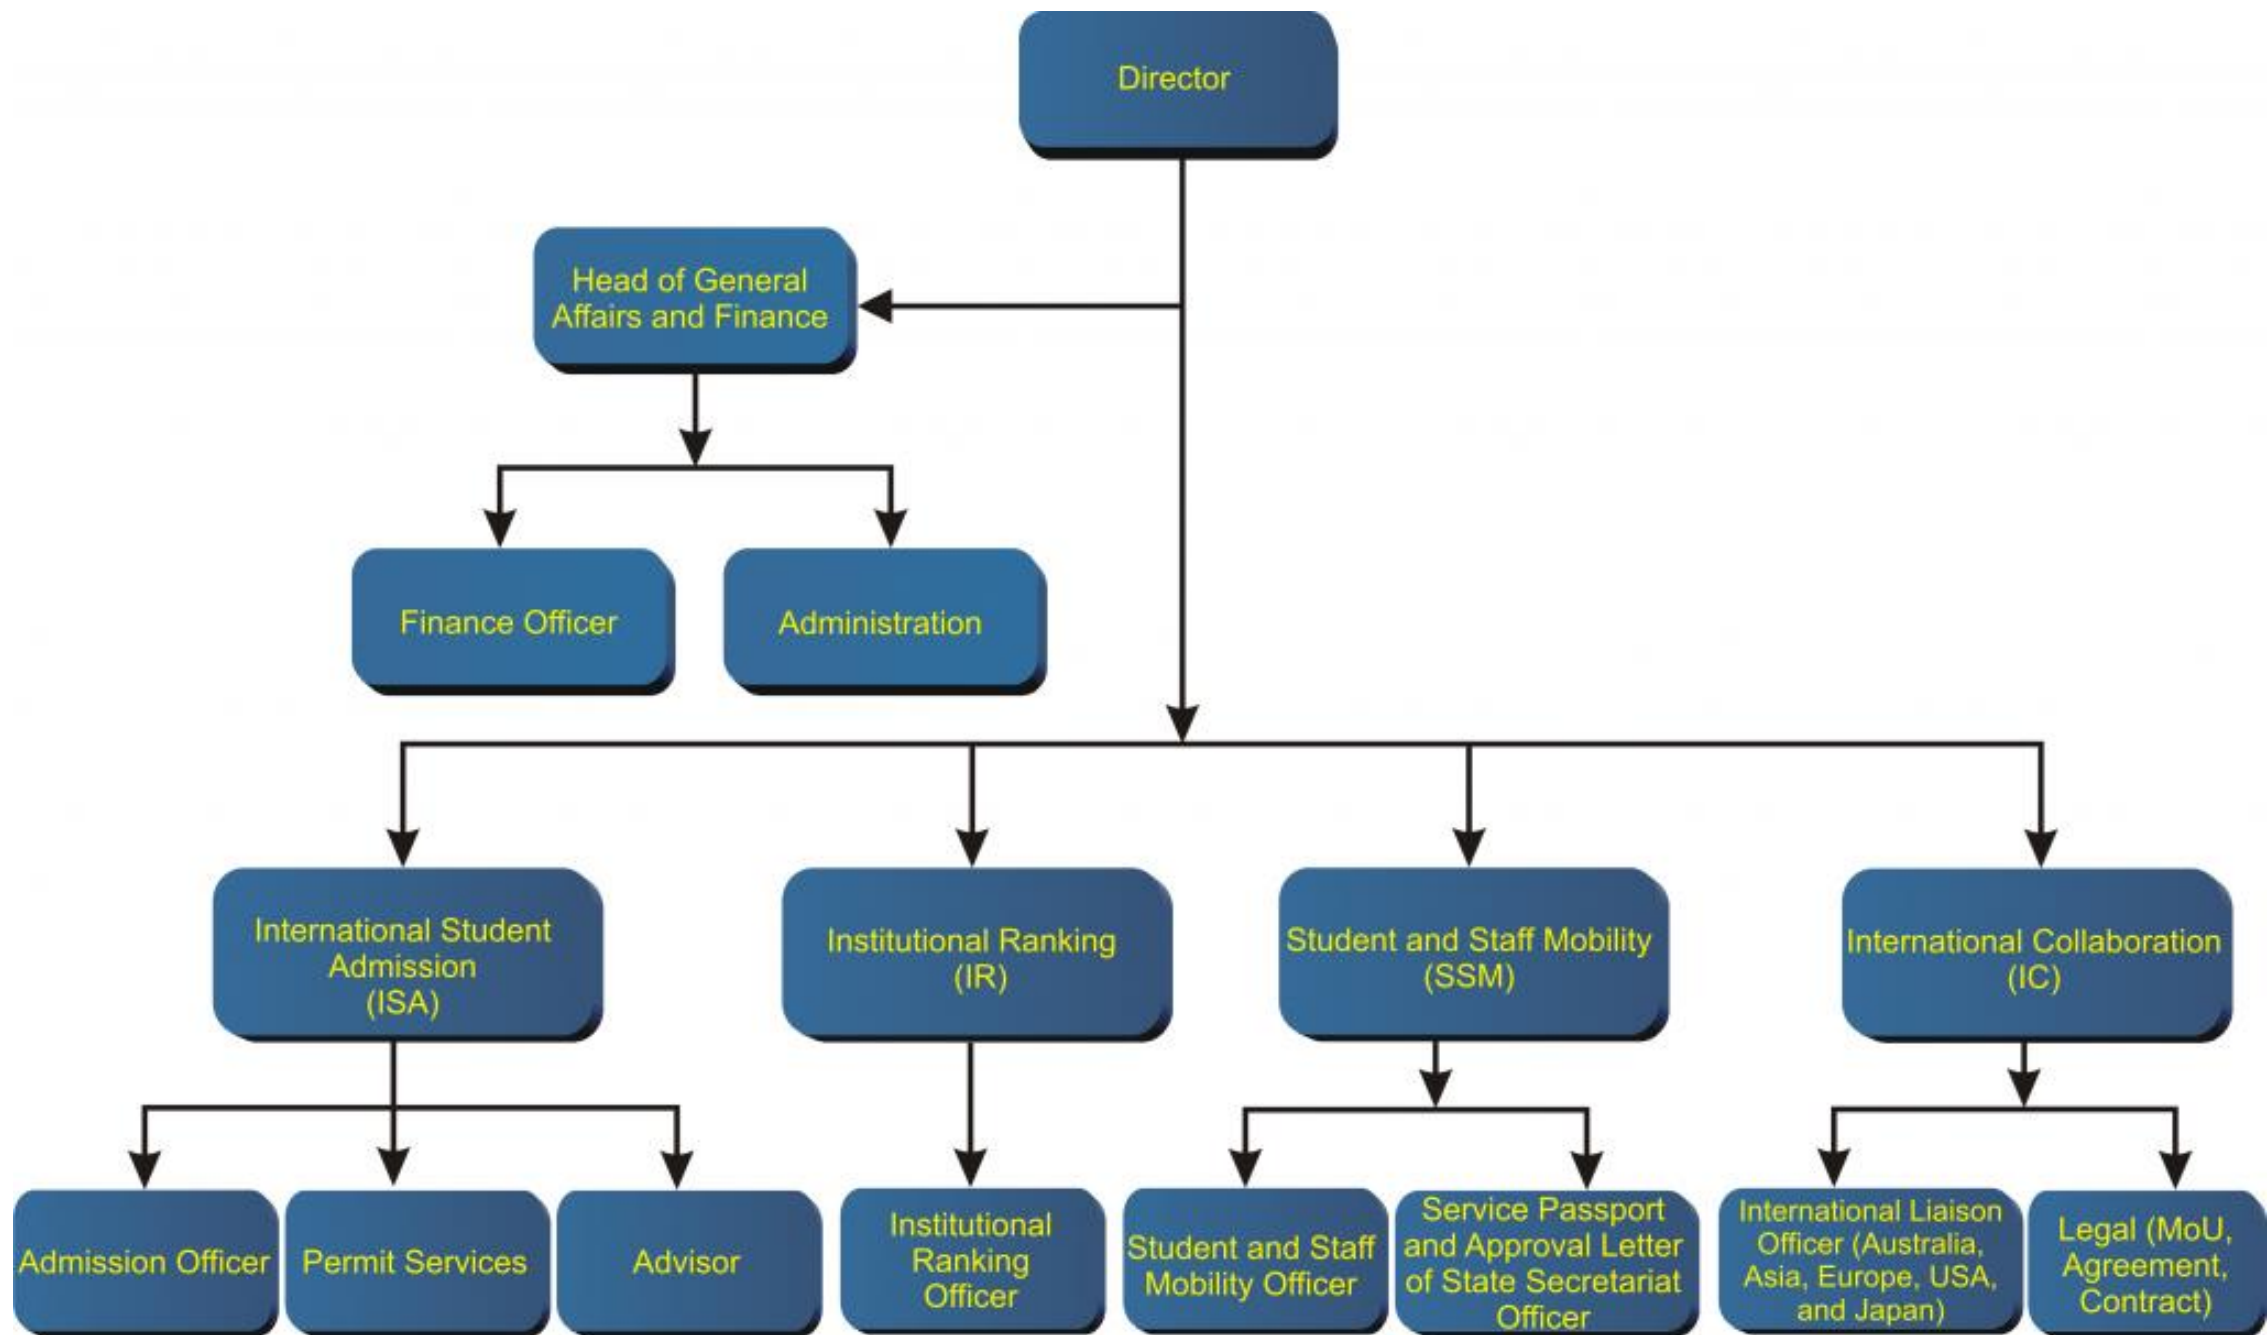 Director
Head of General
Affairs and Finance
Finance Officer
Administration
International Student
Admission
(ISA)
Institutional Ranking
(IR)
Student and Staff Mobility
(SSM)
International Collaboration
(IC)
Admission Officer
Permit Services
Advisor
Institutional
Ranking
Officer
Student and Staff
Mobility Officer
Service Passport
and Approval Letter
of State Secretariat
Officer
International Liaison
Officer (Australia,
Asia, Europe, USA,
and Japan)
Legal (MoU,
Agreement,
Contract)